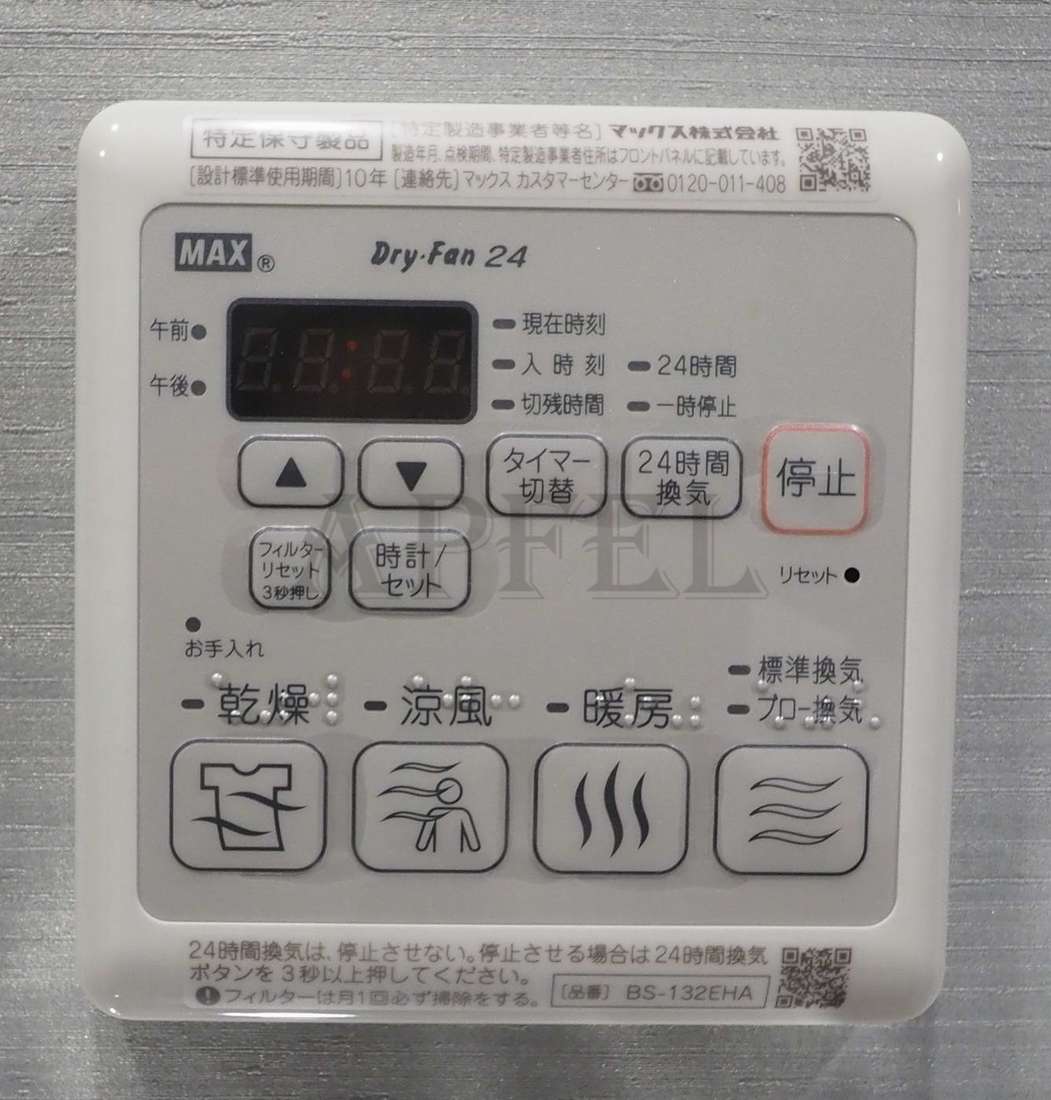 特定保守製品 [特定製造事業者等名] マックス株式会社
製造年月、点検期間、特定製造事業者住所はフロントパネルに記載しています。
[設計標準使用期間]10年 [連絡先]マックス カスタマーセンター 0120-011-408
MAX® Dry・Fan 24
午前
現在時刻
入時刻 24時間
午後
切残時間 一時停止
▲ ▼ タイマー切替 24時間換気 停止
フィルターリセット3秒押し 時計/セット
リセット
お手入れ
標準換気
乾燥 涼風 暖房 ブロー換気
APFEL
24時間換気は、停止させない。停止させる場合は24時間換気
ボタンを3秒以上押してください。
フィルターは月1回必ず掃除をする。 [品番] BS-132EHA